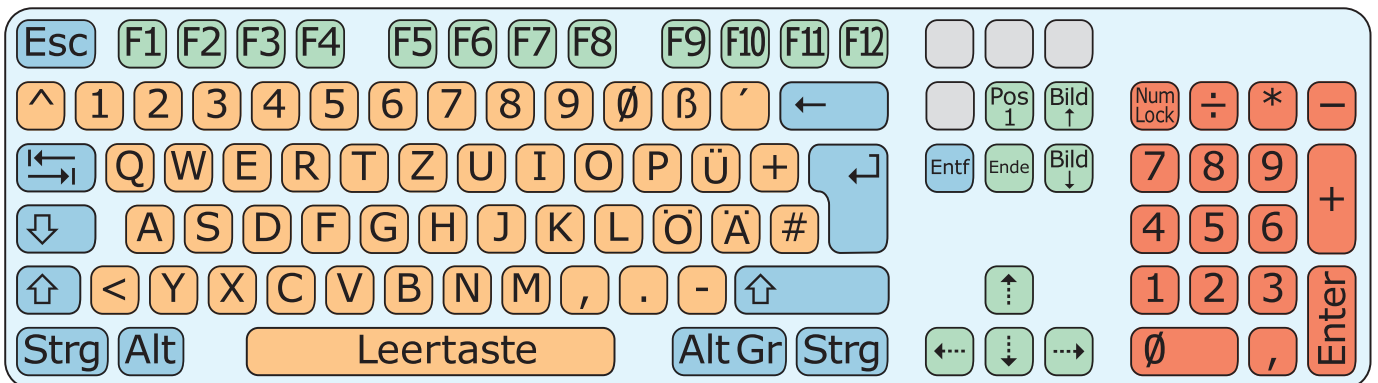 Esc F1 F2 F3 F4 F5 F6 F7 F8 F9 F10 F11 F12
^ 1 2 3 4 5 6 7 8 9 Ø ß ´ ← Pos 1 Bild ↑ Num Lock ÷ * −
Q W E R T Z U I O P Ü + Entf Ende Bild ↓ 7 8 9 +
A S D F G H J K L Ö Ä # 4 5 6
< Y X C V B N M , . - 1 2 3 Enter
Strg Alt Leertaste Alt Gr Strg Ø ,